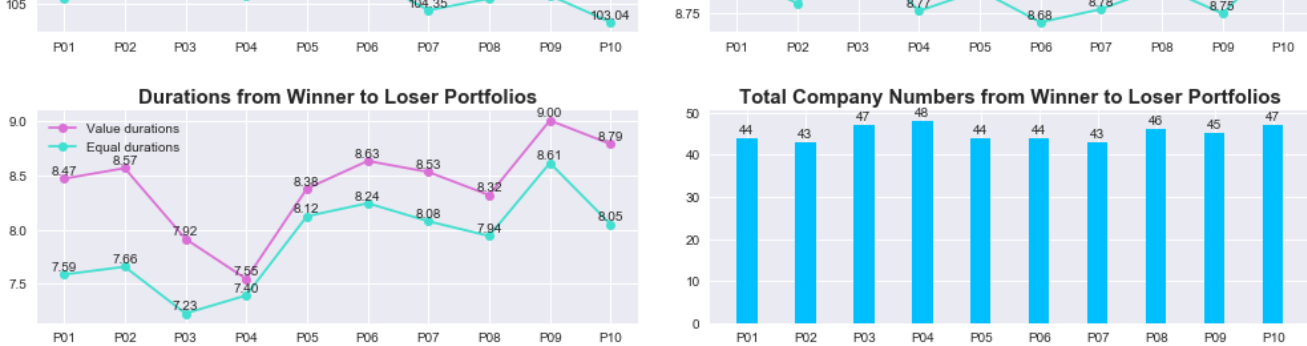 105
104.35
103.04
P01 P02 P03 P04 P05 P06 P07 P08 P09 P10
8.75
8.77
8.68
8.78
8.75
P01 P02 P03 P04 P05 P06 P07 P08 P09 P10
Durations from Winner to Loser Portfolios
Value durations
Equal durations
9.0
8.5
8.0
7.5
8.47 8.57 7.92 7.55 8.38 8.63 8.53 8.32 9.00 8.79
7.59 7.66 7.23 7.40 8.12 8.24 8.08 7.94 8.61 8.05
P01 P02 P03 P04 P05 P06 P07 P08 P09 P10
Total Company Numbers from Winner to Loser Portfolios
50
40
30
20
10
0
44 43 47 48 44 44 43 46 45 47
P01 P02 P03 P04 P05 P06 P07 P08 P09 P10